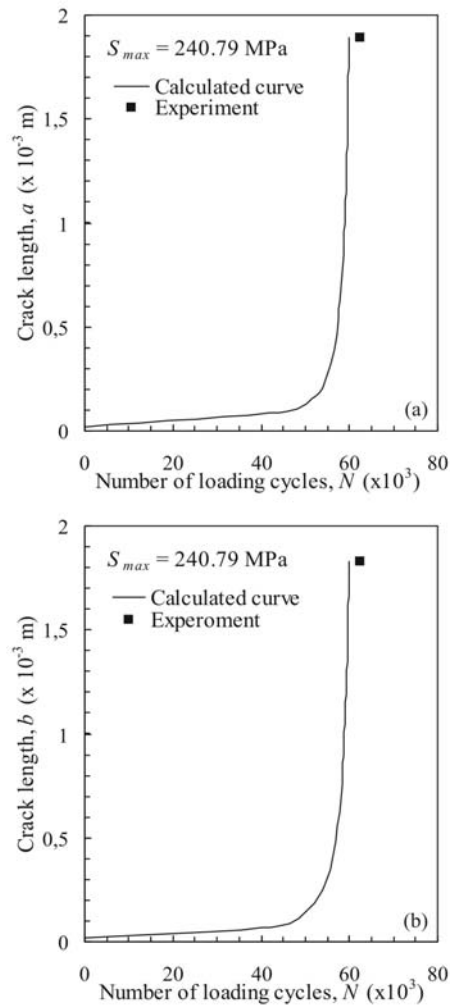 2
S max = 240.79 MPa
Calculated curve
Experiment
1,5
Crack length, a (x 10⁻³ m)
1
0,5
(a)
0
0 20 40 60 80
Number of loading cycles, N (x10³)
2
S max = 240.79 MPa
Calculated curve
Experoment
1,5
Crack length, b (x 10⁻³ m)
1
0,5
(b)
0
0 20 40 60 80
Number of loading cycles, N (x10³)